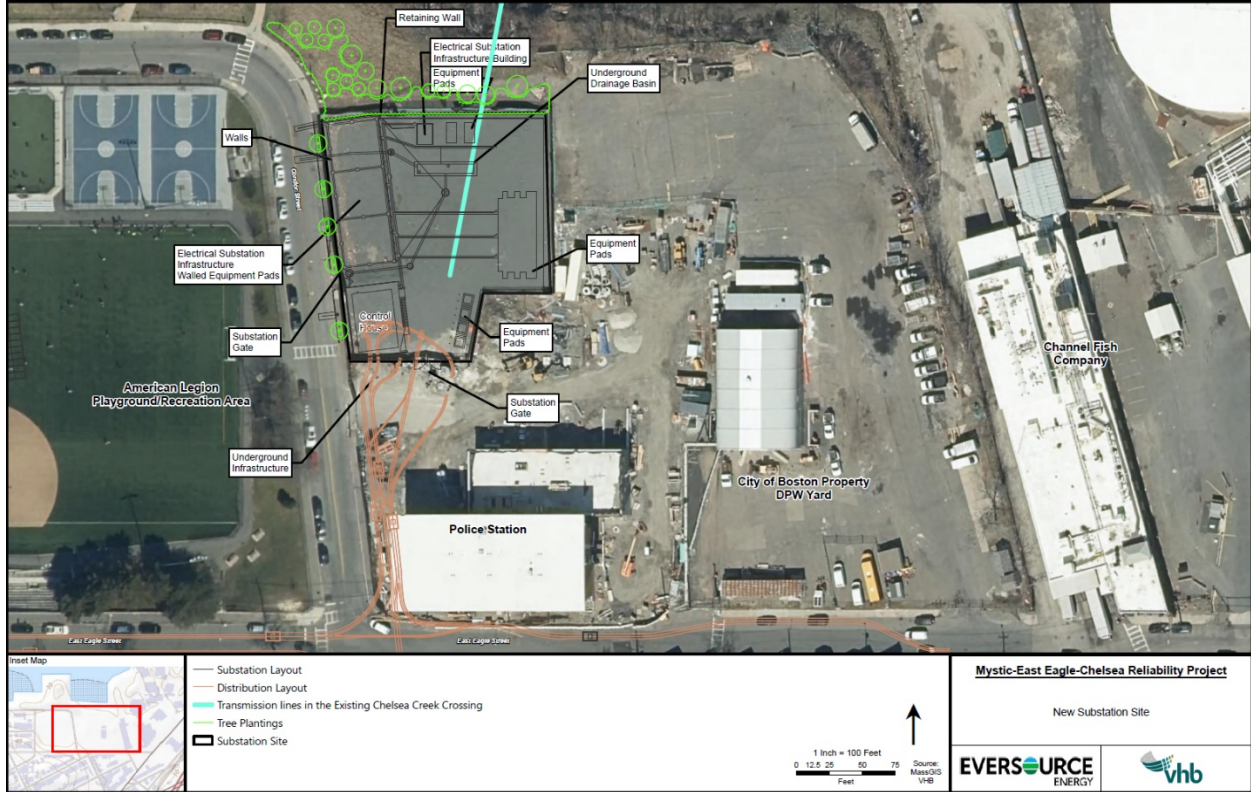 Retaining Wall
Electrical Substation
Infrastructure Building
Equipment
Pads
Underground
Drainage Basin
Walls
Glendon Street
Electrical Substation
Infrastructure
Walled Equipment Pads
Equipment
Pads
Substation
Gate
Control
House
Equipment
Pads
Channel Fish
Company
American Legion
Playground/Recreation Area
Substation
Gate
Underground
Infrastructure
City of Boston Property
DPW Yard
Police Station
East Eagle Street
East Eagle Street
Inset Map
Substation Layout
Distribution Layout
Transmission lines in the Existing Chelsea Creek Crossing
Tree Plantings
Substation Site
1 Inch = 100 Feet
0 12.5 25 50 75
Feet
Source:
MassGIS
VHB
Mystic-East Eagle-Chelsea Reliability Project
New Substation Site
EVERSOURCE
ENERGY
vhb